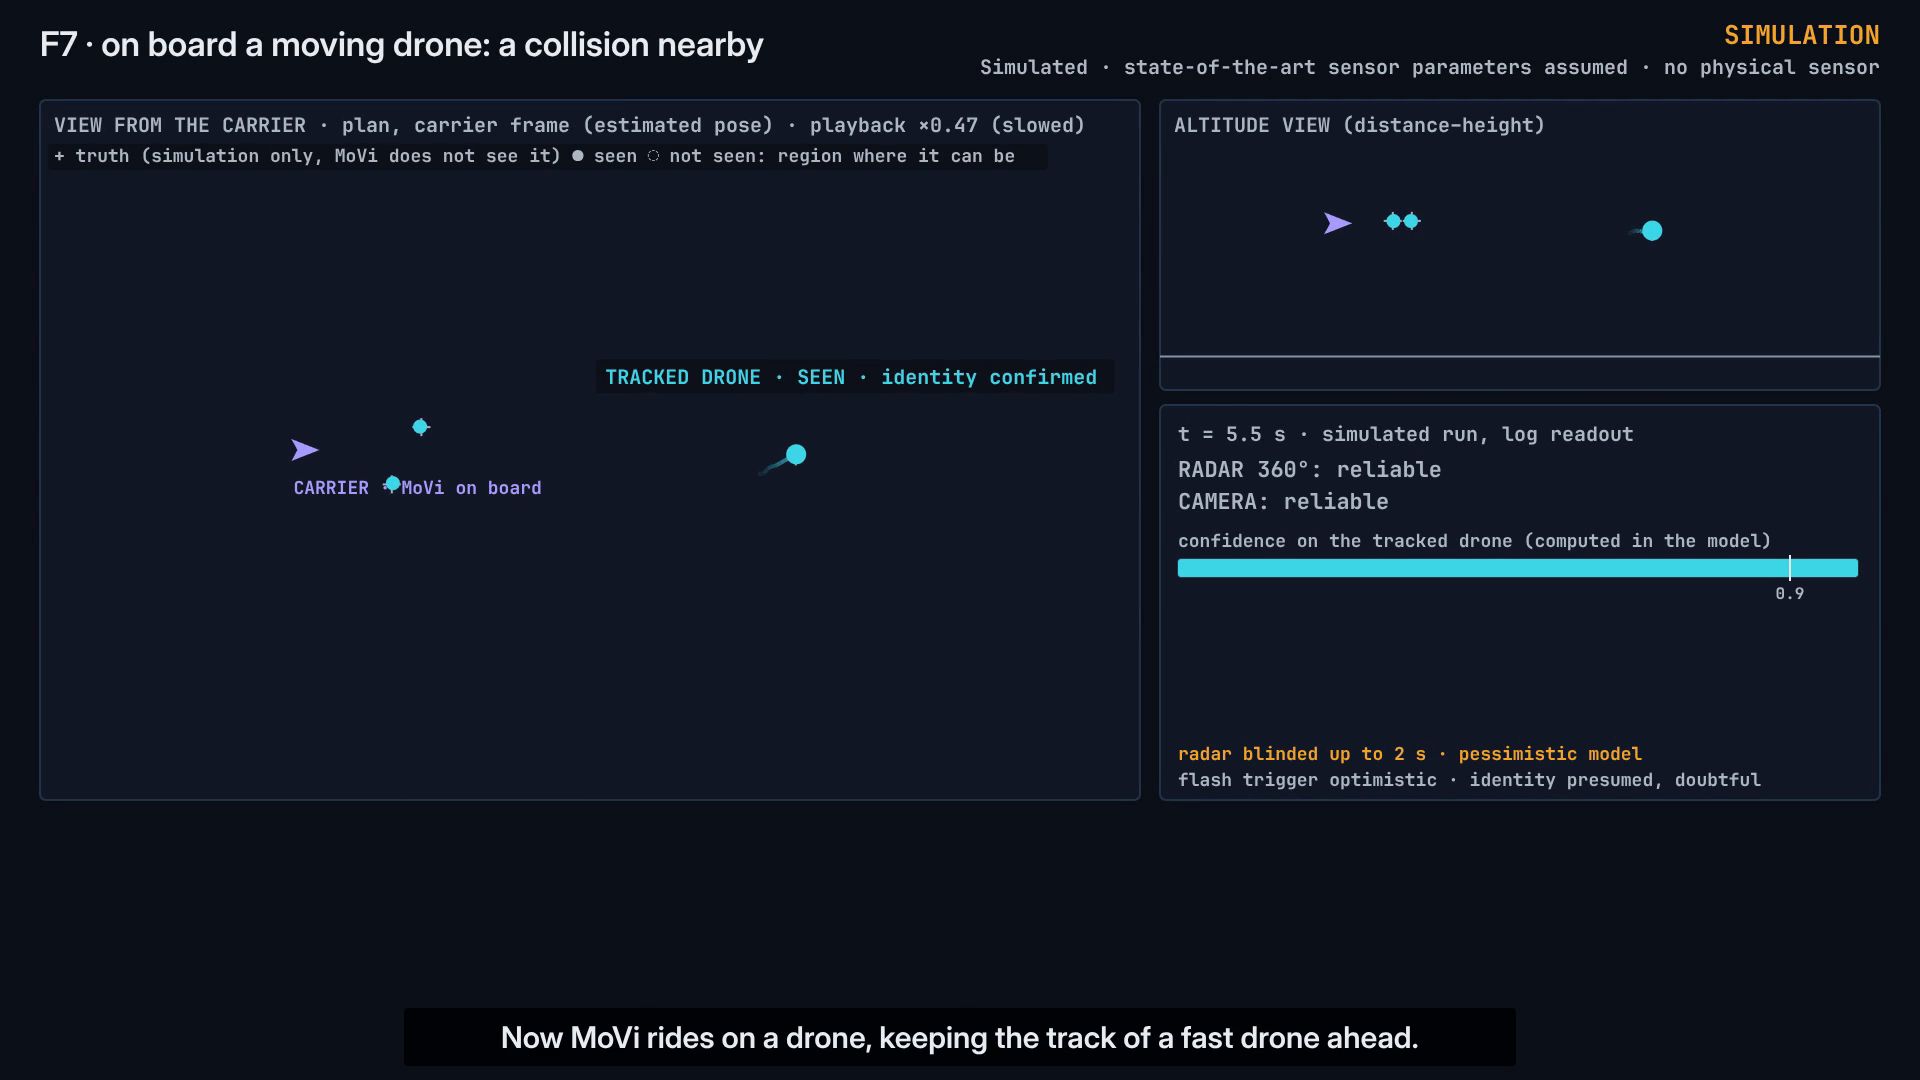 F7 · on board a moving drone: a collision nearby
SIMULATION
Simulated · state-of-the-art sensor parameters assumed · no physical sensor
VIEW FROM THE CARRIER · plan, carrier frame (estimated pose) · playback ×0.47 (slowed)
+ truth (simulation only, MoVi does not see it) ● seen ◌ not seen: region where it can be
TRACKED DRONE · SEEN · identity confirmed
CARRIER · MoVi on board
ALTITUDE VIEW (distance-height)
t = 5.5 s · simulated run, log readout
RADAR 360°: reliable
CAMERA: reliable
confidence on the tracked drone (computed in the model)
0.9
radar blinded up to 2 s · pessimistic model
flash trigger optimistic · identity presumed, doubtful
Now MoVi rides on a drone, keeping the track of a fast drone ahead.